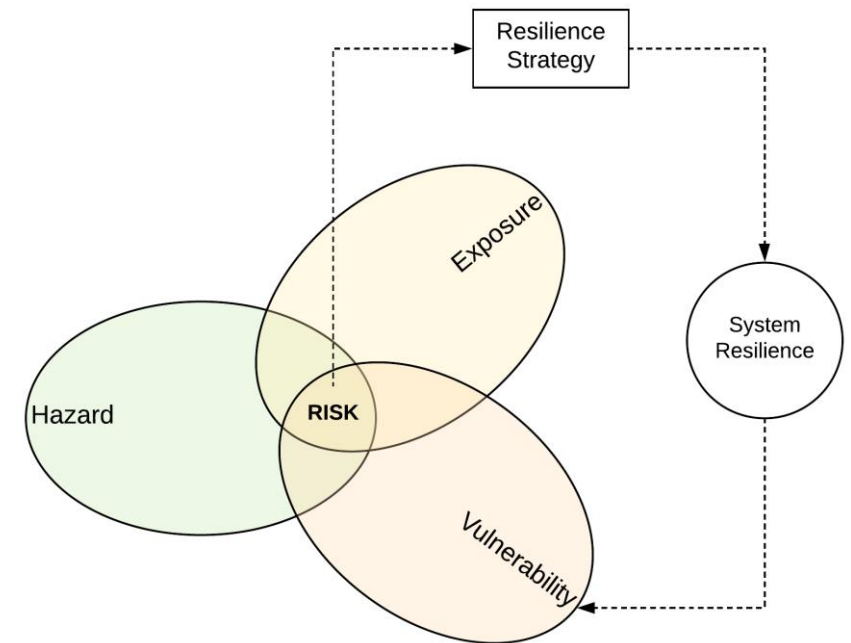 Resilience
Strategy
Exposure
System
Resilience
Hazard
RISK
Vulnerability